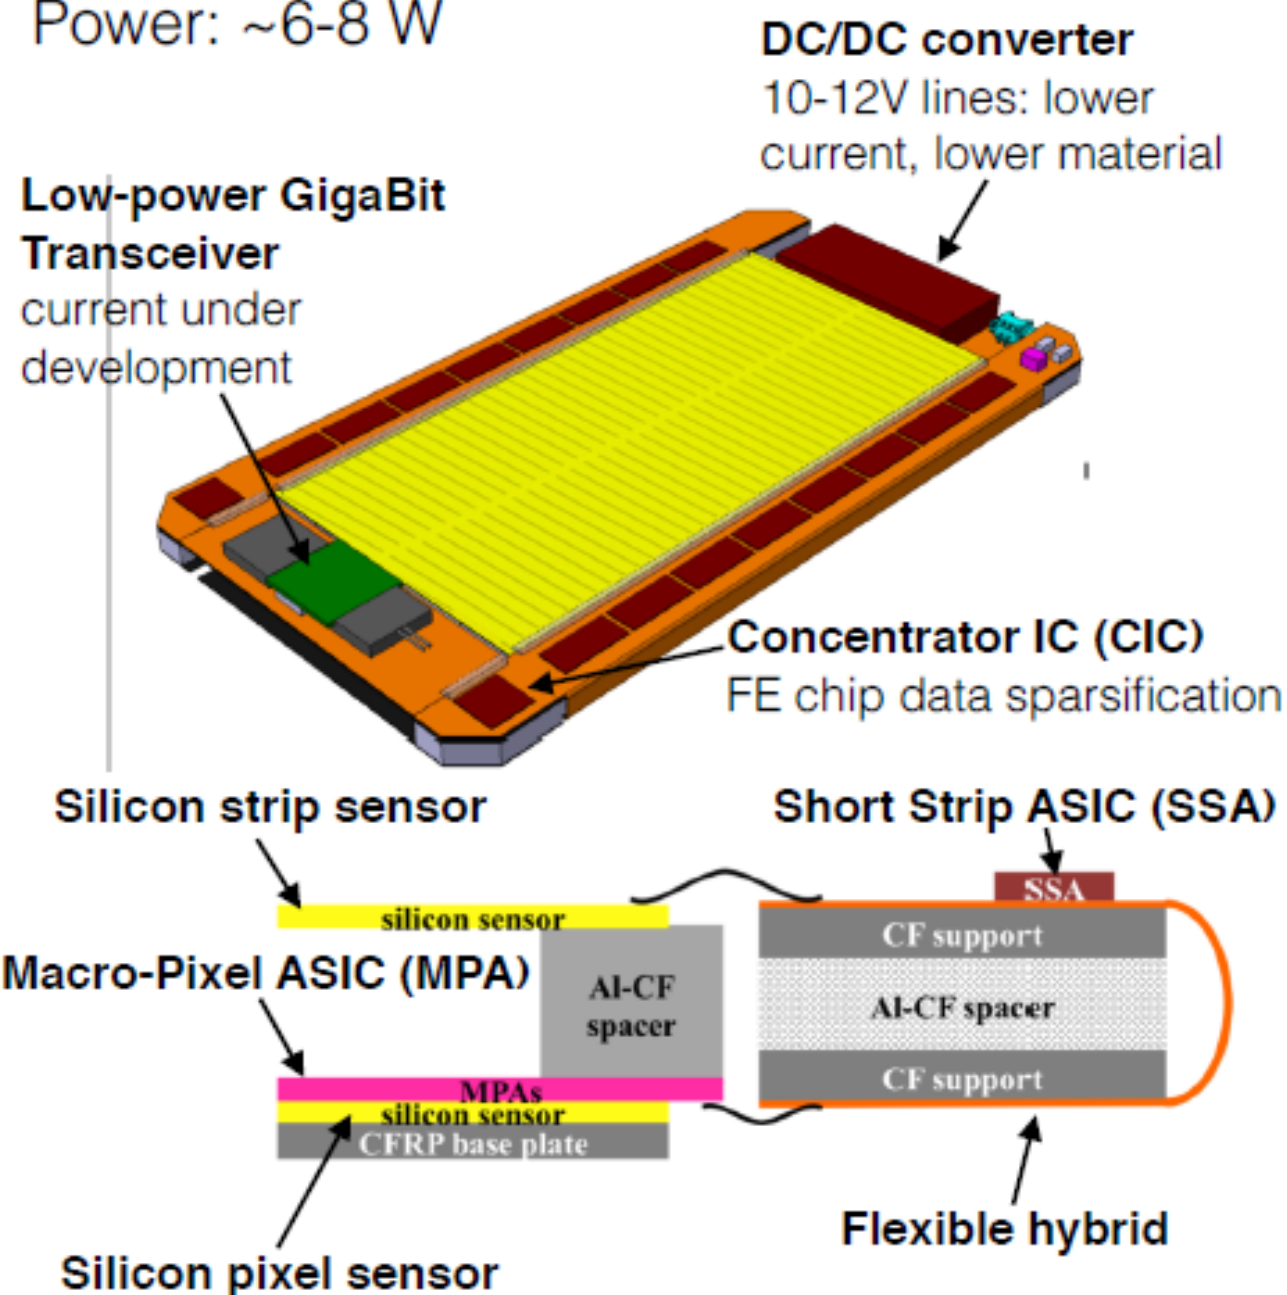 Power: ~6-8 W
DC/DC converter
10-12V lines: lower
current, lower material
Low-power GigaBit
Transceiver
current under
development
Concentrator IC (CIC)
FE chip data sparsification
Silicon strip sensor
Short Strip ASIC (SSA)
SSA
silicon sensor
CF support
Macro-Pixel ASIC (MPA)
Al-CF
spacer
Al-CF spacer
MPAs
CF support
silicon sensor
CFRP base plate
Flexible hybrid
Silicon pixel sensor